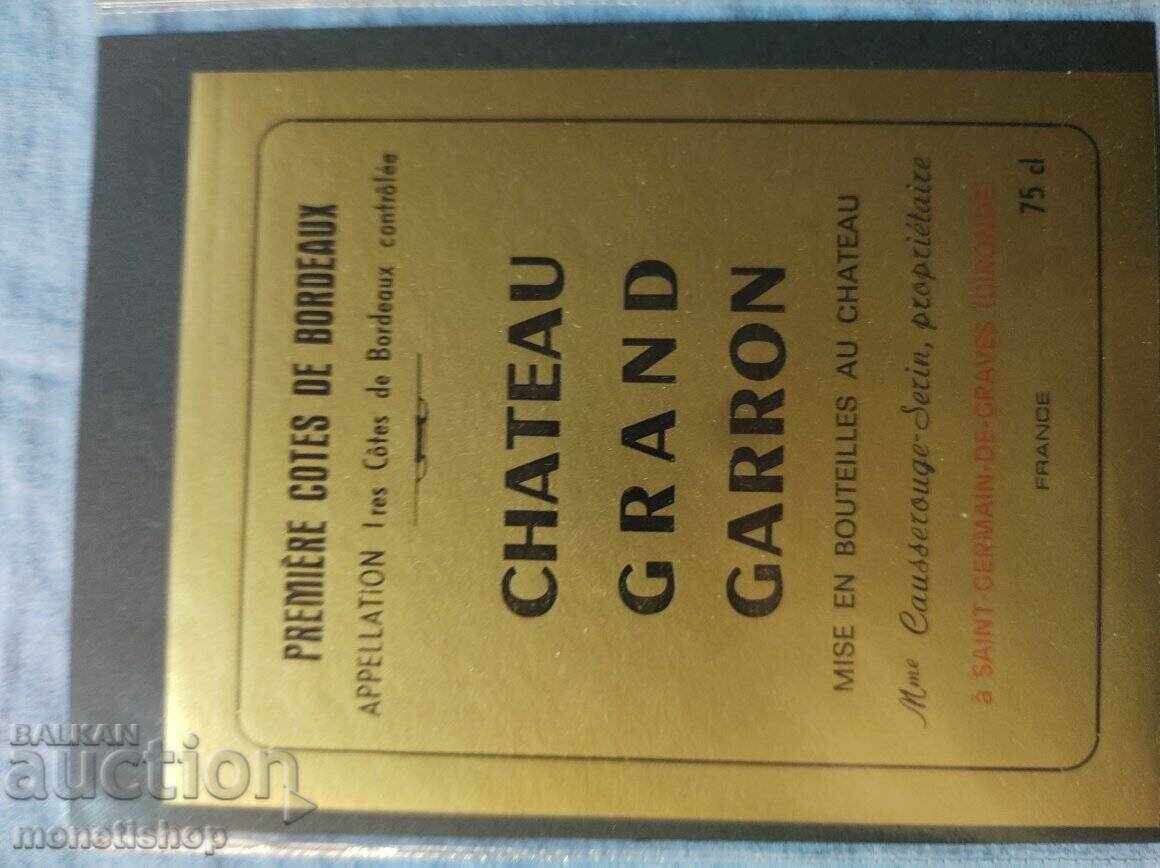 PREMIÈRE COTES DE BORDEAUX
APPELLATION 1res Côtes de Bordeaux contrôlée
CHATEAU
GRAND
GARRON
MISE EN BOUTEILLES AU CHATEAU
Mme Causserouge-Serin, propriétaire
à SAINT-GERMAIN-DE-GRAVES (GIRONDE)
FRANCE
75 cl
BALKAN
auction
monetishop